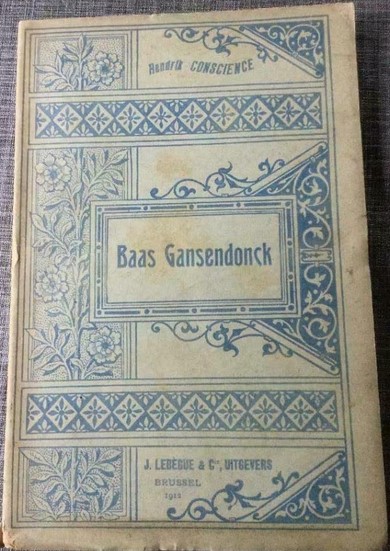 Hendrik CONSCIENCE
Baas Gansendonck
J. LEBÈGUE & Cie, UITGEVERS
BRUSSEL
1912